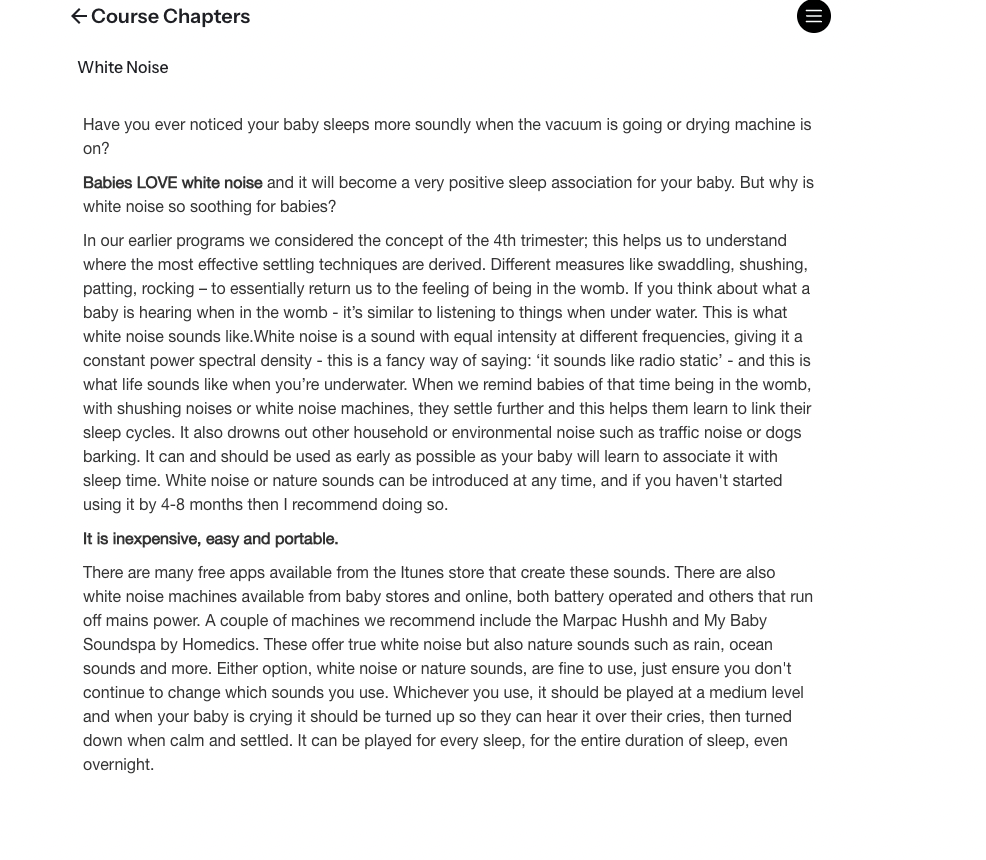 ← Course Chapters
White Noise
Have you ever noticed your baby sleeps more soundly when the vacuum is going or drying machine is
on?
Babies LOVE white noise and it will become a very positive sleep association for your baby. But why is
white noise so soothing for babies?
In our earlier programs we considered the concept of the 4th trimester; this helps us to understand
where the most effective settling techniques are derived. Different measures like swaddling, shushing,
patting, rocking – to essentially return us to the feeling of being in the womb. If you think about what a
baby is hearing when in the womb - it’s similar to listening to things when under water. This is what
white noise sounds like.White noise is a sound with equal intensity at different frequencies, giving it a
constant power spectral density - this is a fancy way of saying: ‘it sounds like radio static’ - and this is
what life sounds like when you’re underwater. When we remind babies of that time being in the womb,
with shushing noises or white noise machines, they settle further and this helps them learn to link their
sleep cycles. It also drowns out other household or environmental noise such as traffic noise or dogs
barking. It can and should be used as early as possible as your baby will learn to associate it with
sleep time. White noise or nature sounds can be introduced at any time, and if you haven't started
using it by 4-8 months then I recommend doing so.
It is inexpensive, easy and portable.
There are many free apps available from the Itunes store that create these sounds. There are also
white noise machines available from baby stores and online, both battery operated and others that run
off mains power. A couple of machines we recommend include the Marpac Hushh and My Baby
Soundspa by Homedics. These offer true white noise but also nature sounds such as rain, ocean
sounds and more. Either option, white noise or nature sounds, are fine to use, just ensure you don't
continue to change which sounds you use. Whichever you use, it should be played at a medium level
and when your baby is crying it should be turned up so they can hear it over their cries, then turned
down when calm and settled. It can be played for every sleep, for the entire duration of sleep, even
overnight.